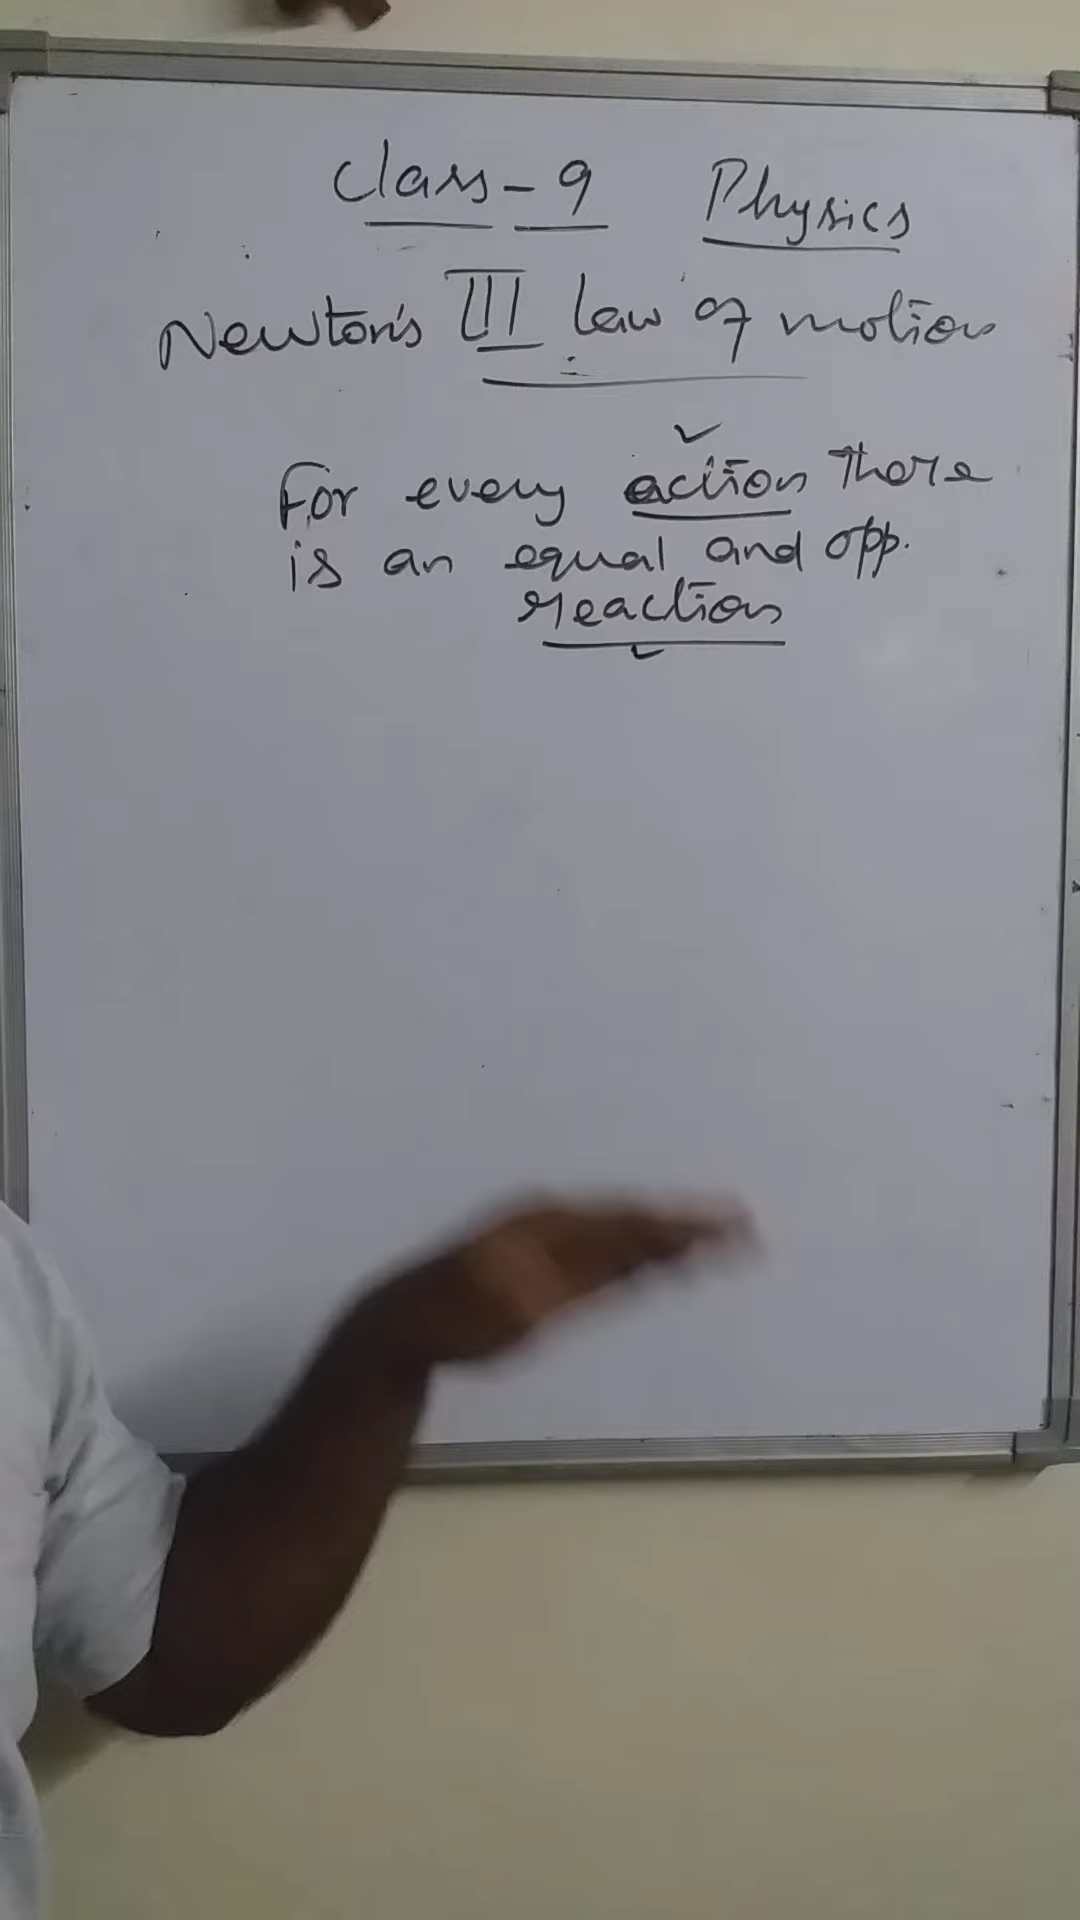 Class - 9 Physics
Newton's III law of motion
For every action there
is an equal and opp.
reaction